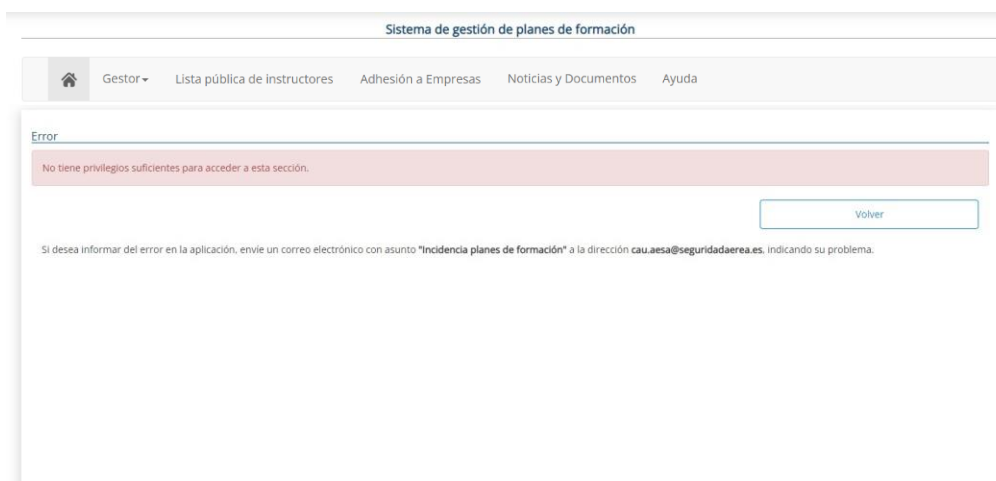 Sistema de gestión de planes de formación
Gestor Lista pública de instructores Adhesión a Empresas Noticias y Documentos Ayuda
Error
No tiene privilegios suficientes para acceder a esta sección.
Volver
Si desea informar del error en la aplicación, envíe un correo electrónico con asunto "Incidencia planes de formación" a la dirección cau.aesa@seguridadaerea.es, indicando su problema.